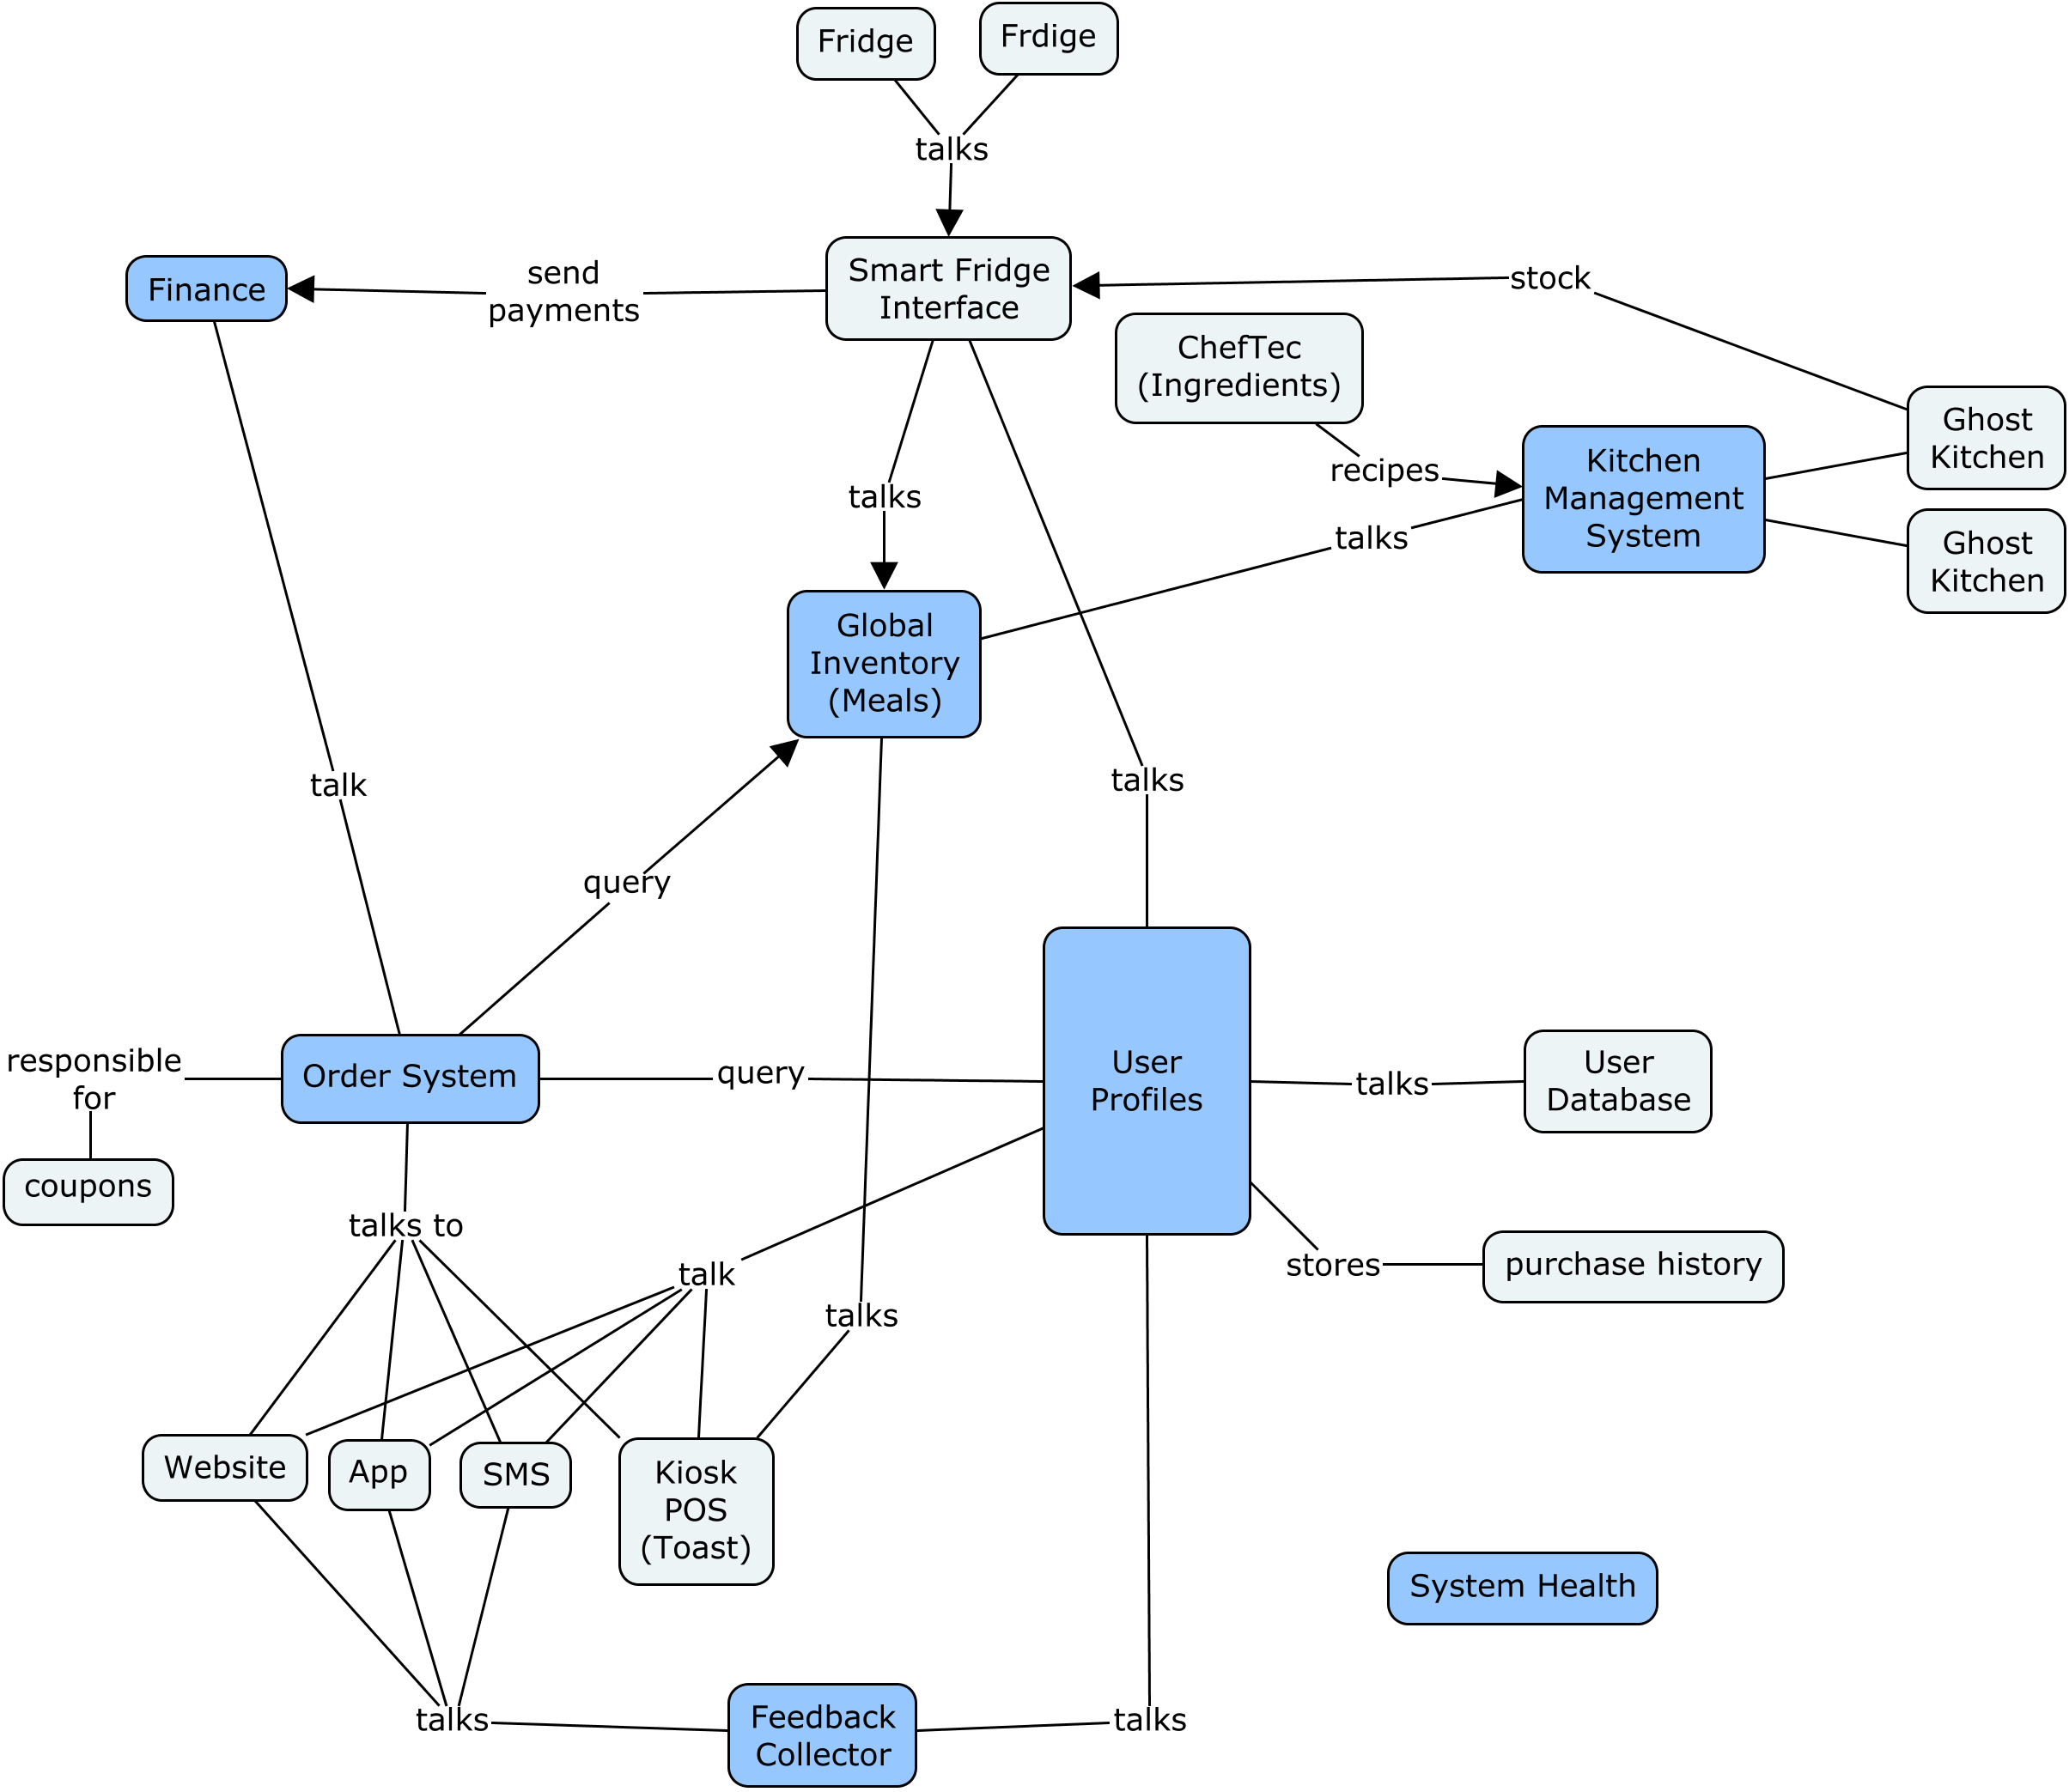 Fridge
Frdige
talks
Finance
send
payments
Smart Fridge
Interface
stock
ChefTec
(Ingredients)
recipes
Kitchen
Management
System
Ghost
Kitchen
Ghost
Kitchen
talks
talks
Global
Inventory
(Meals)
talk
talks
query
responsible
for
coupons
Order System
query
User
Profiles
talks
User
Database
stores
purchase history
talks to
talk
talks
Website
App
SMS
Kiosk
POS
(Toast)
System Health
talks
Feedback
Collector
talks